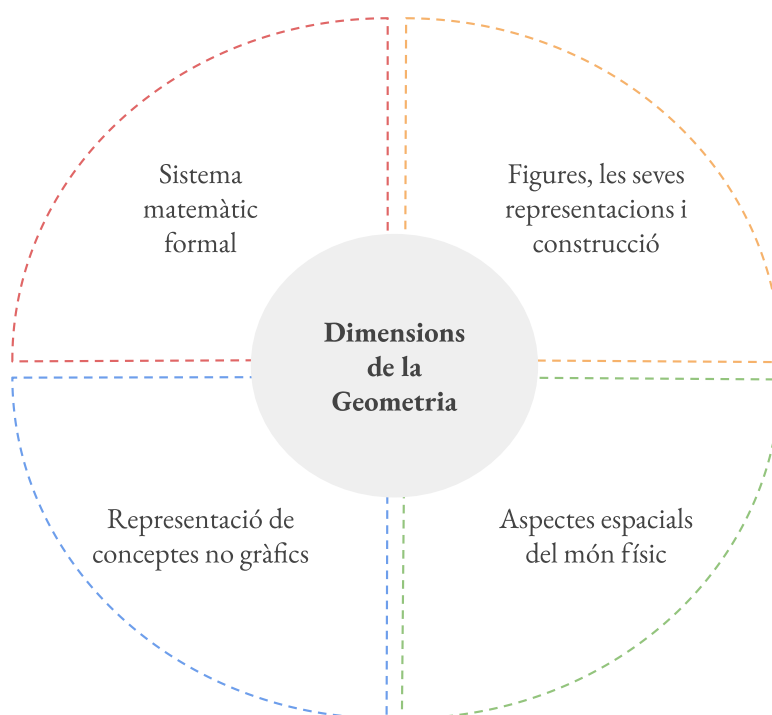 Sistema
matemàtic
formal
Figures, les seves
representacions i
construcció
Dimensions
de la
Geometria
Representació de
conceptes no gràfics
Aspectes espacials
del món físic